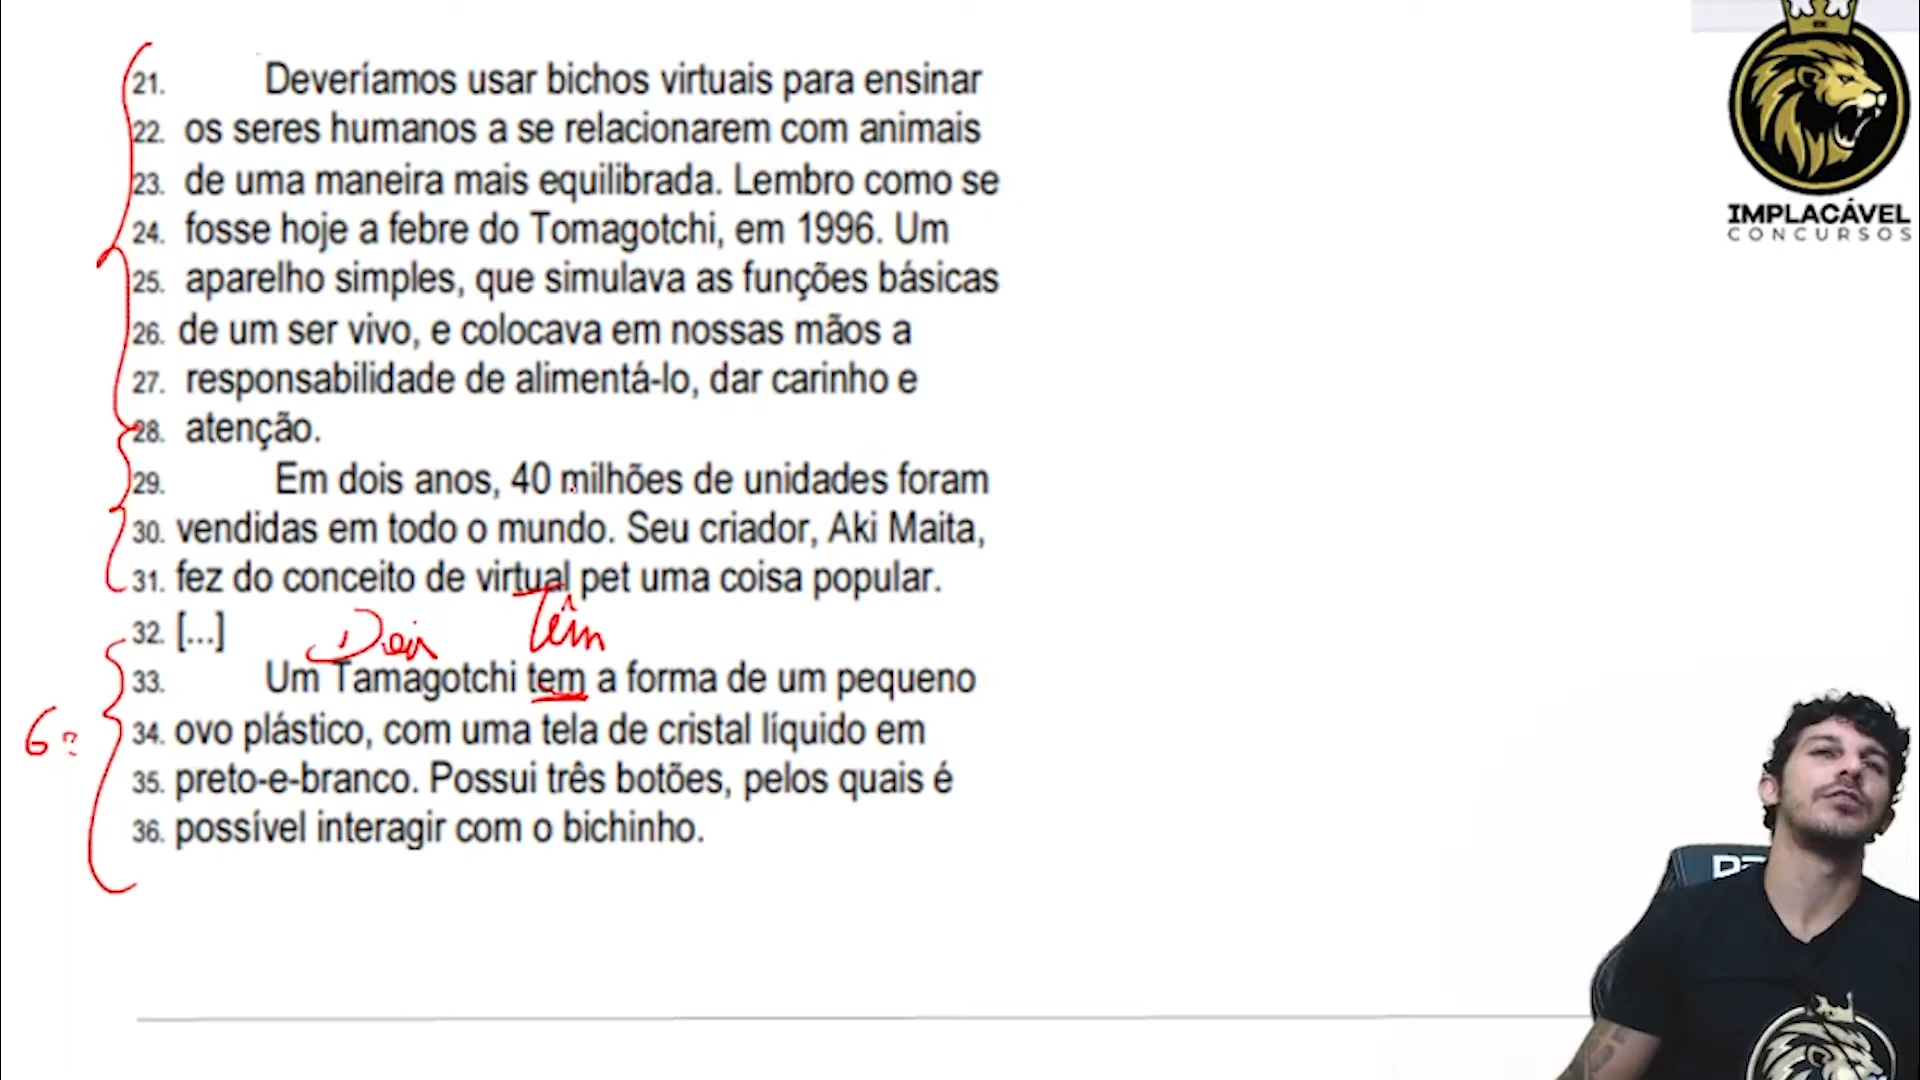 IMPLACÁVEL
CONCURSOS
21. Deveríamos usar bichos virtuais para ensinar
22. os seres humanos a se relacionarem com animais
23. de uma maneira mais equilibrada. Lembro como se
24. fosse hoje a febre do Tomagotchi, em 1996. Um
25. aparelho simples, que simulava as funções básicas
26. de um ser vivo, e colocava em nossas mãos a
27. responsabilidade de alimentá-lo, dar carinho e
28. atenção.
29. Em dois anos, 40 milhões de unidades foram
30. vendidas em todo o mundo. Seu criador, Aki Maita,
31. fez do conceito de virtual pet uma coisa popular.
32. [...]
Dois Têm
33. Um Tamagotchi tem a forma de um pequeno
34. ovo plástico, com uma tela de cristal líquido em
35. preto-e-branco. Possui três botões, pelos quais é
36. possível interagir com o bichinho.